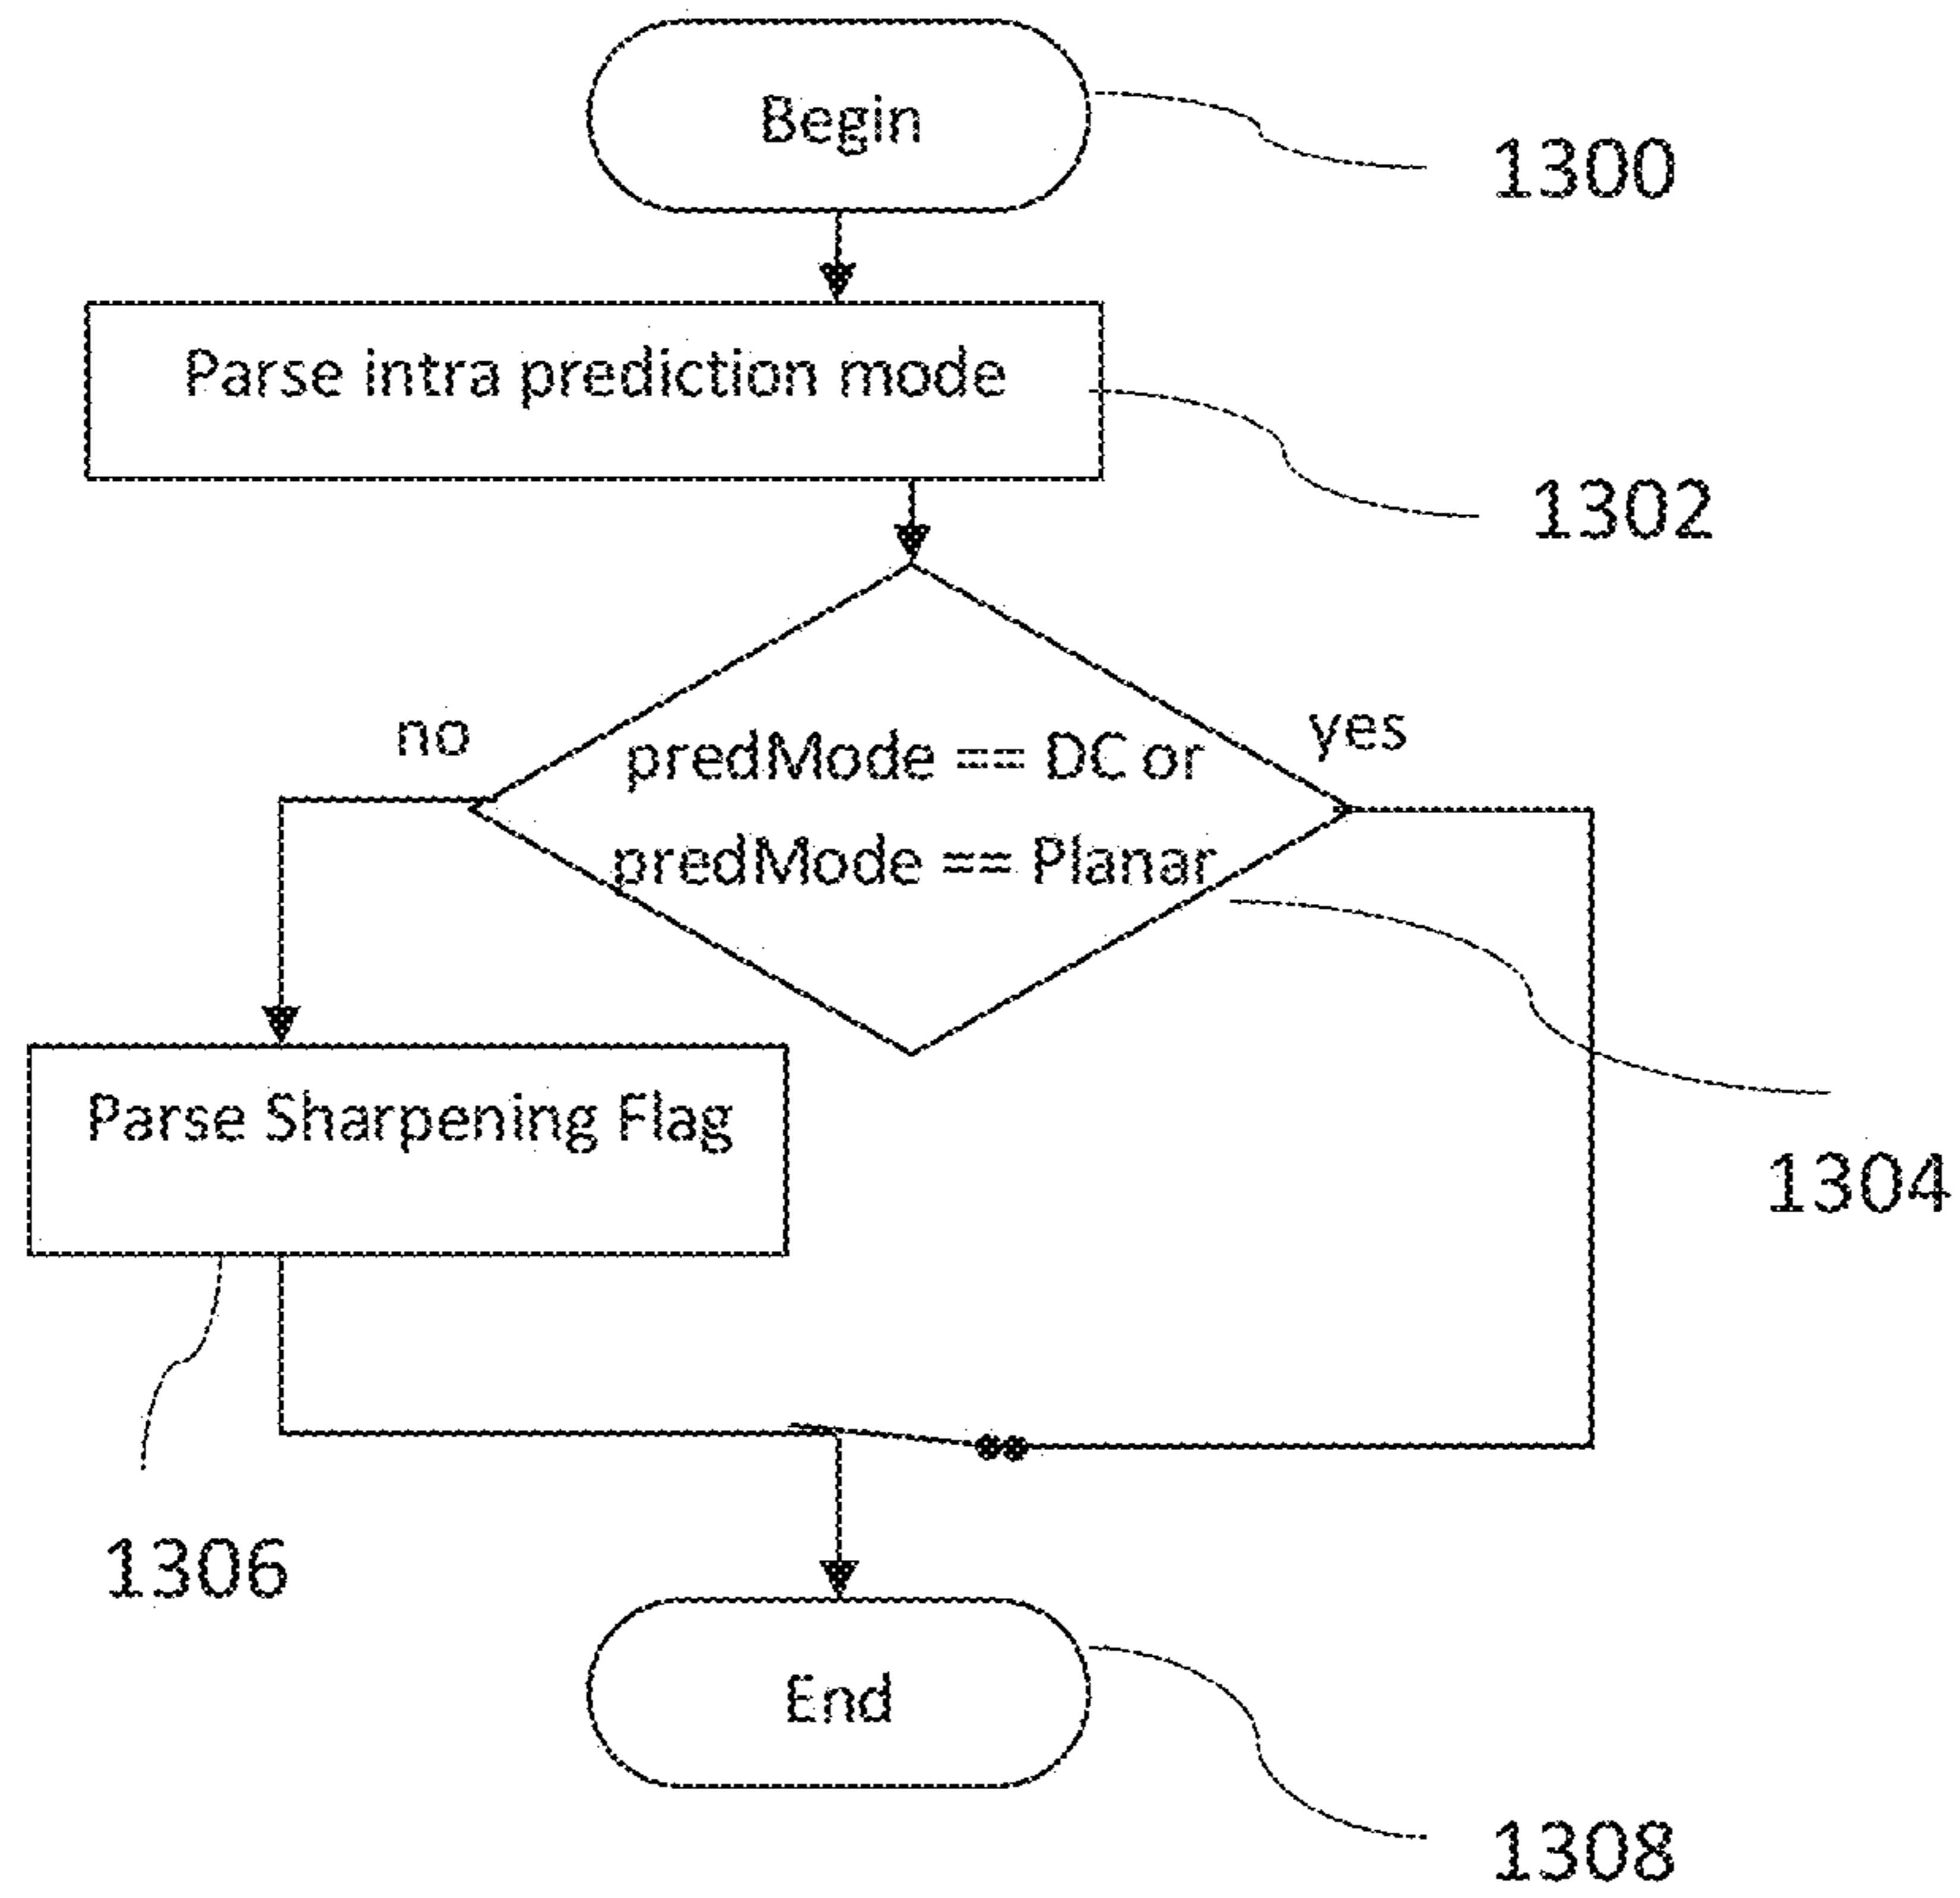 Begin
1300
Parse intra prediction mode
1302
no
yes
predMode == DC or
predMode == Planar
Parse Sharpening Flag
1304
1306
End
1308